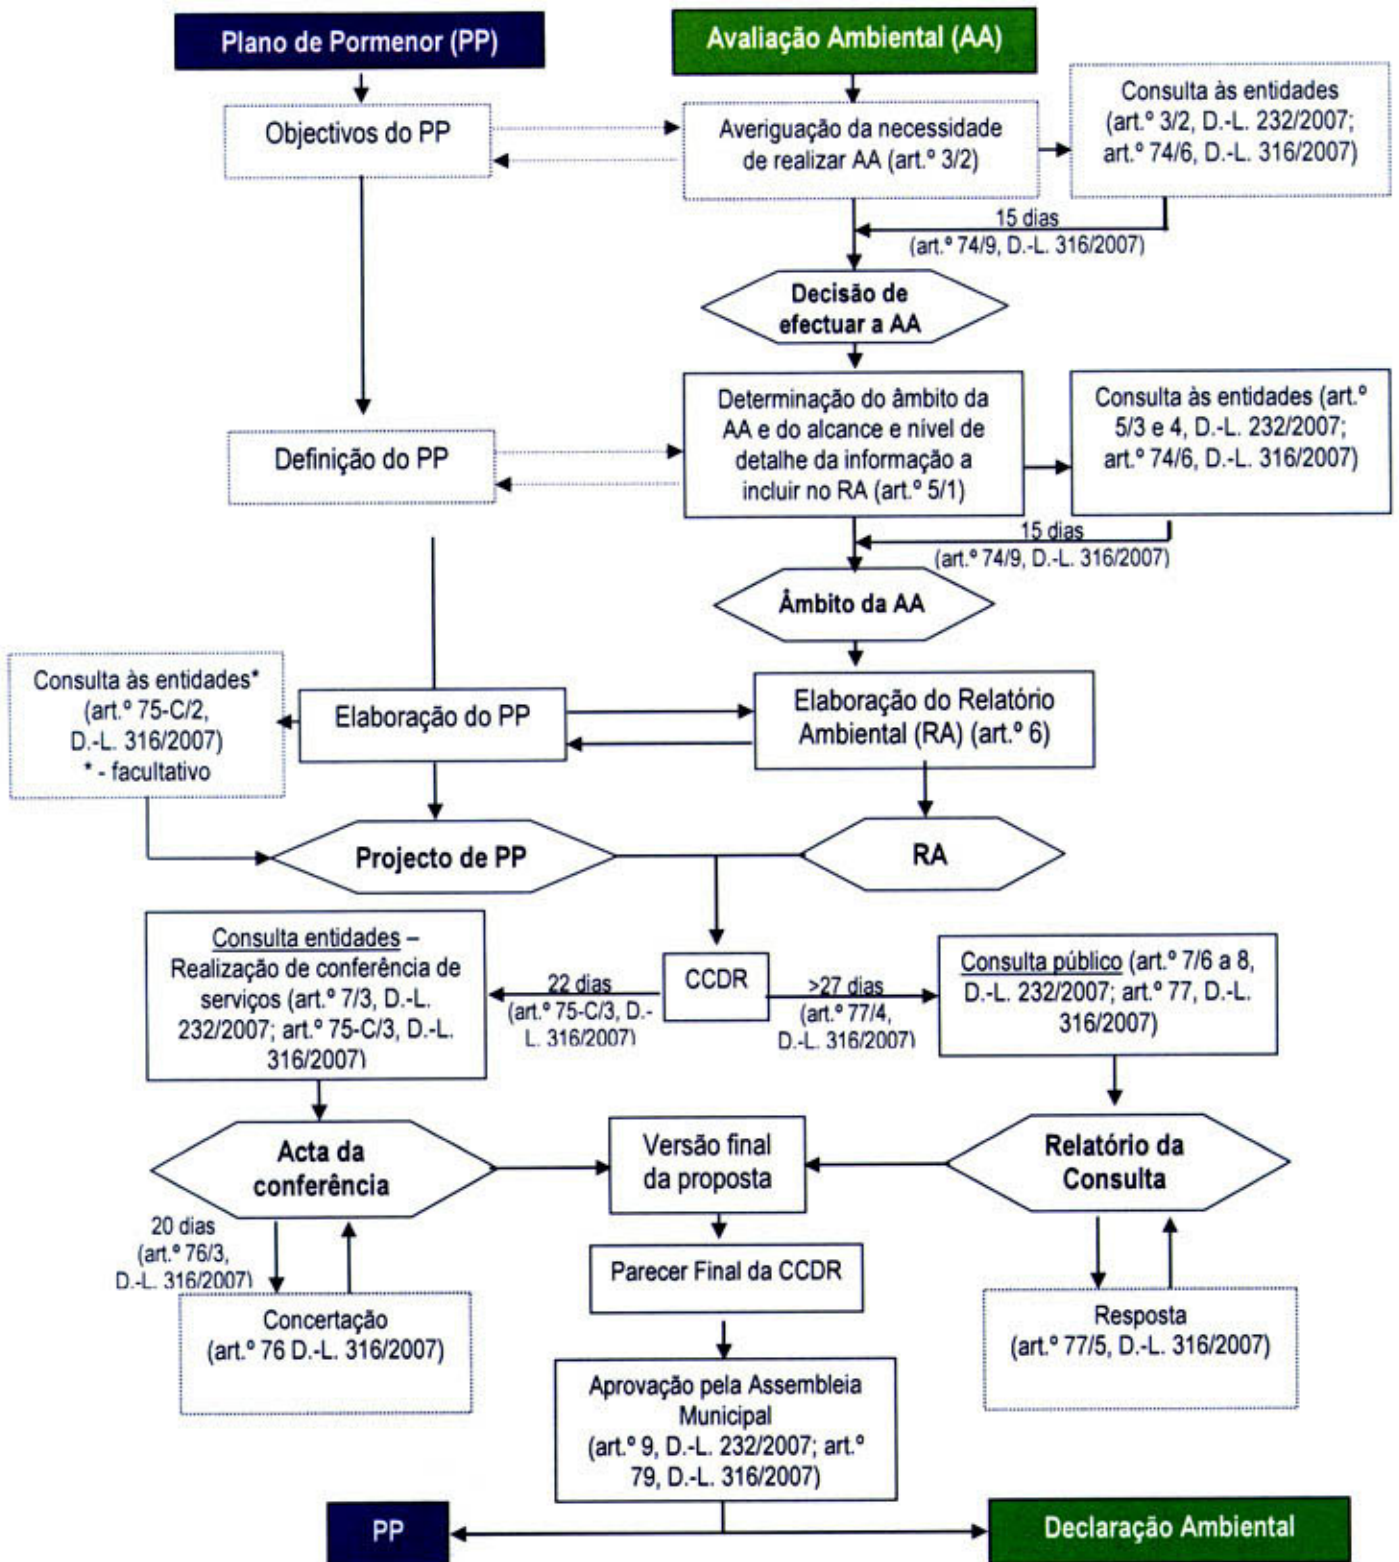 Plano de Pormenor (PP)
Avaliação Ambiental (AA)
Objectivos do PP
Averiguação da necessidade
de realizar AA (art.º 3/2)
Consulta às entidades
(art.º 3/2, D.-L. 232/2007;
art.º 74/6, D.-L. 316/2007)
15 dias
(art.º 74/9, D.-L. 316/2007)
Decisão de
efectuar a AA
Definição do PP
Determinação do âmbito da
AA e do alcance e nível de
detalhe da informação a
incluir no RA (art.º 5/1)
Consulta às entidades (art.º
5/3 e 4, D.-L. 232/2007;
art.º 74/6, D.-L. 316/2007)
15 dias
(art.º 74/9, D.-L. 316/2007)
Âmbito da AA
Consulta às entidades*
(art.º 75-C/2,
D.-L. 316/2007)
* - facultativo
Elaboração do PP
Elaboração do Relatório
Ambiental (RA) (art.º 6)
Projecto de PP
RA
Consulta entidades –
Realização de conferência de
serviços (art.º 7/3, D.-L.
232/2007; art.º 75-C/3, D.-L.
316/2007)
22 dias
(art.º 75-C/3, D.-
L. 316/2007)
CCDR
>27 dias
(art.º 77/4,
D.-L. 316/2007)
Consulta público (art.º 7/6 a 8,
D.-L. 232/2007; art.º 77, D.-L.
316/2007)
Acta da
conferência
Versão final
da proposta
Relatório da
Consulta
20 dias
(art.º 76/3,
D.-L. 316/2007)
Concertação
(art.º 76 D.-L. 316/2007)
Parecer Final da CCDR
Resposta
(art.º 77/5, D.-L. 316/2007)
Aprovação pela Assembleia
Municipal
(art.º 9, D.-L. 232/2007; art.º
79, D.-L. 316/2007)
PP
Declaração Ambiental